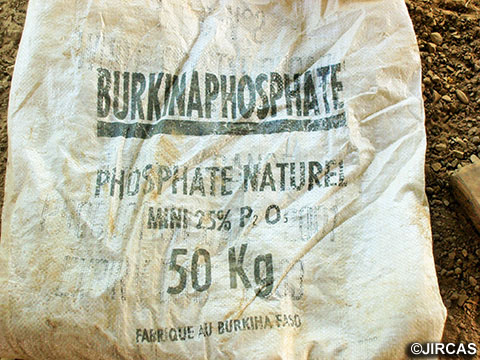 BURKINAPHOSPHATE
PHOSPHATE NATUREL
MINI 25% P₂O₅
50 Kg
FABRIQUE AU BURKINA FASO
©JIRCAS